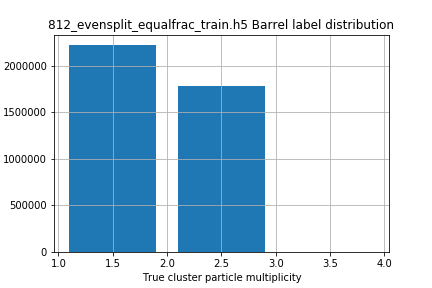 812_evensplit_equalfrac_train.h5 Barrel label distribution
2000000
1500000
1000000
500000
0
1.0 1.5 2.0 2.5 3.0 3.5 4.0
True cluster particle multiplicity